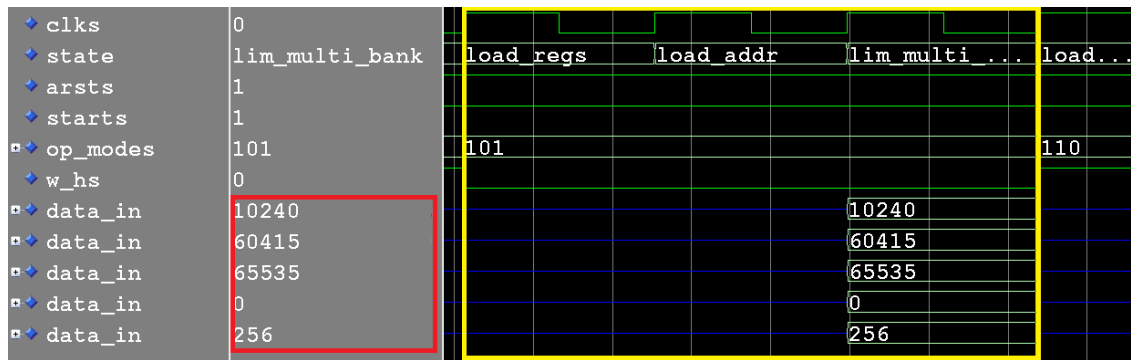 clks 0
state lim_multi_bank load_regs load_addr lim_multi_... load...
arsts 1
starts 1
op_modes 101 101 110
w_hs 0
data_in 10240 10240
data_in 60415 60415
data_in 65535 65535
data_in 0 0
data_in 256 256